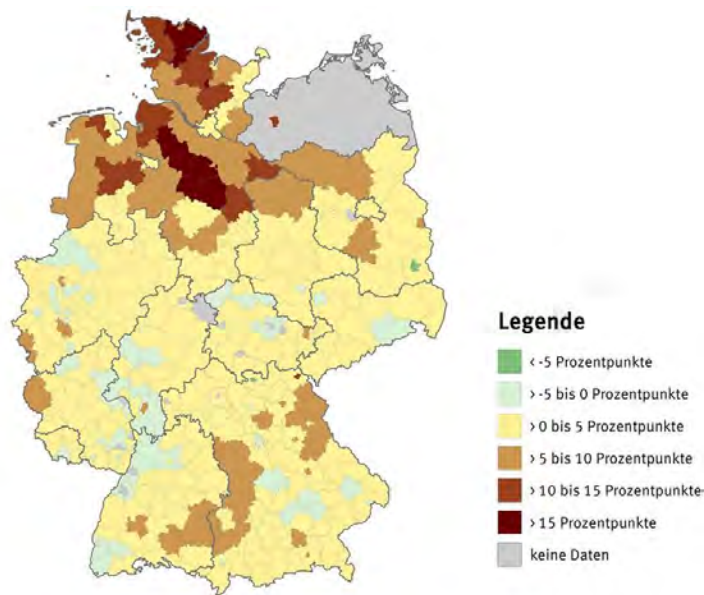 Legende
< -5 Prozentpunkte
> -5 bis 0 Prozentpunkte
> 0 bis 5 Prozentpunkte
> 5 bis 10 Prozentpunkte
> 10 bis 15 Prozentpunkte
> 15 Prozentpunkte
keine Daten